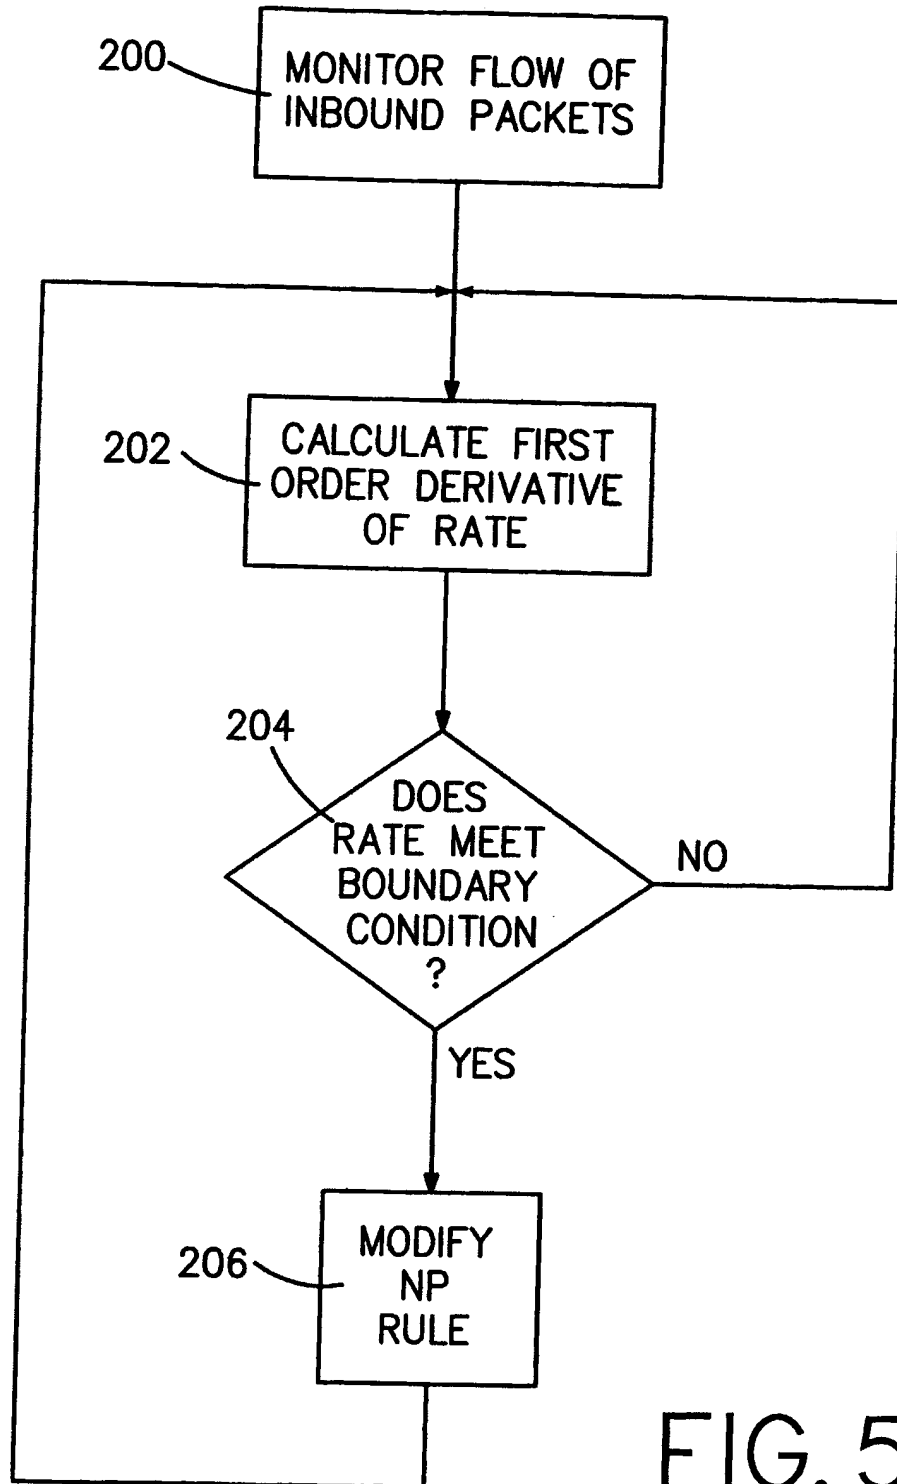 200
MONITOR FLOW OF
INBOUND PACKETS
202
CALCULATE FIRST
ORDER DERIVATIVE
OF RATE
204
DOES
RATE MEET
BOUNDARY
CONDITION
?
NO
YES
206
MODIFY
NP
RULE
FIG. 5